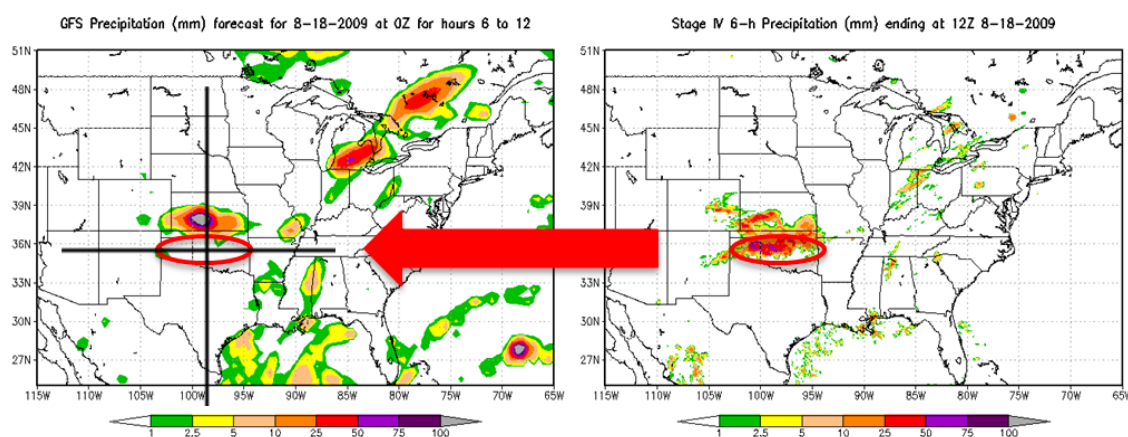 GFS Precipitation (mm) forecast for 8-18-2009 at 0Z for hours 6 to 12
51N
48N
45N
42N
39N
36N
33N
30N
27N
115W 110W 105W 100W 95W 90W 85W 80W 75W 70W 65W
1 2.5 5 10 25 50 75 100
Stage IV 6-h Precipitation (mm) ending at 12Z 8-18-2009
51N
48N
45N
42N
39N
36N
33N
30N
27N
115W 110W 105W 100W 95W 90W 85W 80W 75W 70W 65W
1 2.5 5 10 25 50 75 100